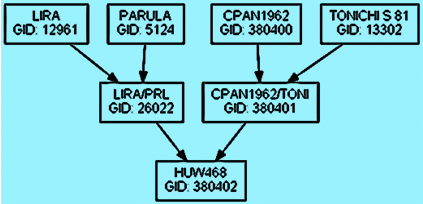 LIRA
GID: 12961
PARULA
GID: 5124
CPAN1962
GID: 380400
TONICHI S 81
GID: 13302
LIRA/PRL
GID: 26022
CPAN1962/TONI
GID: 380401
HUW468
GID: 380402